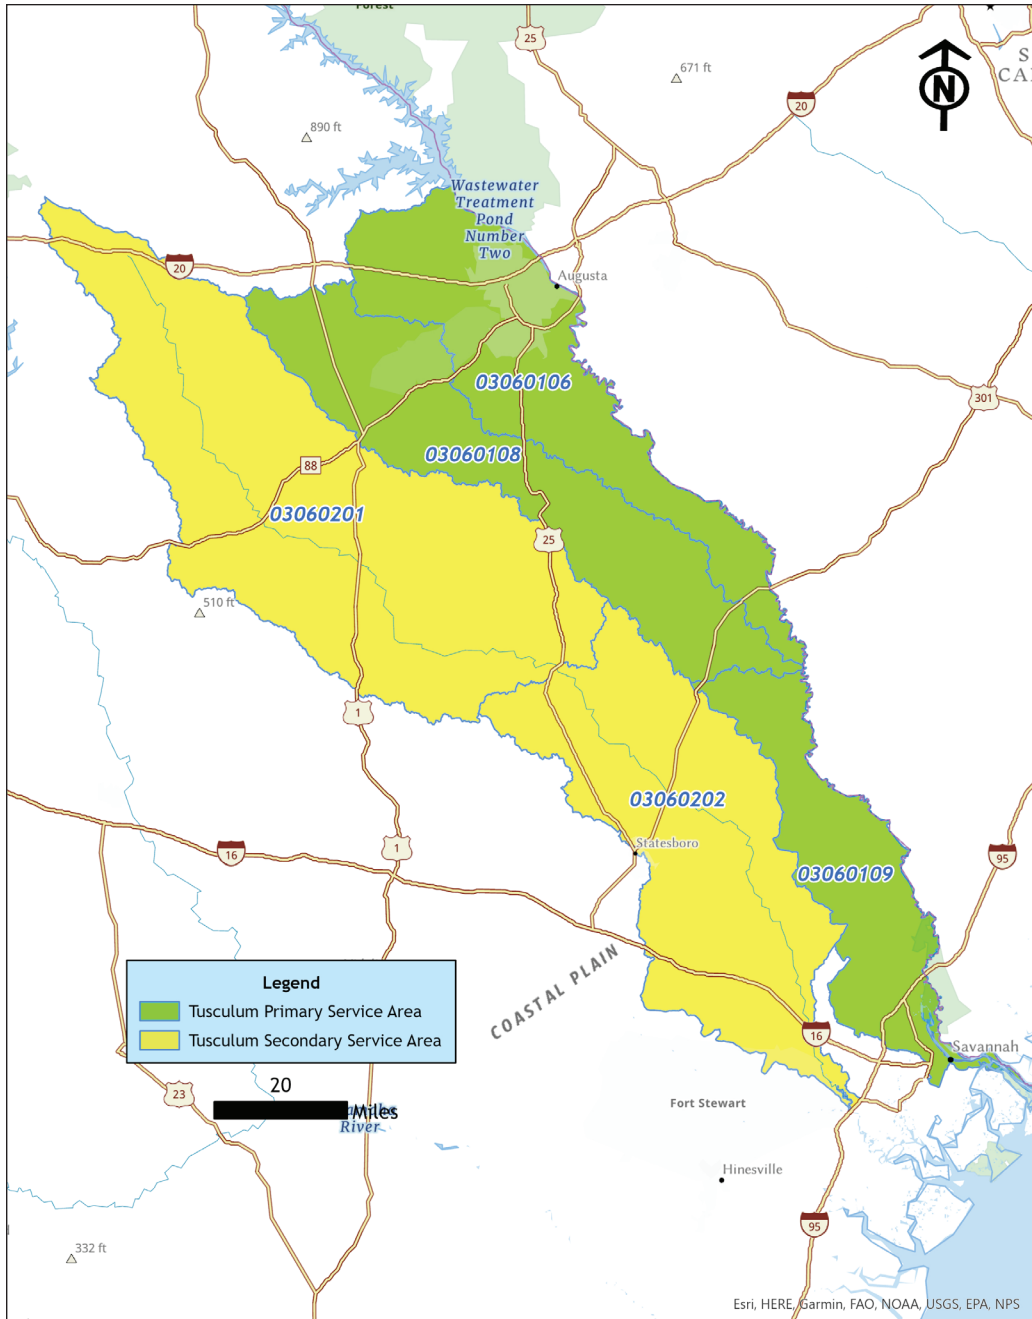 Forest
25
671 ft
S
CA
20
N
890 ft
Wastewater
Treatment
Pond
Number
Two
20
Augusta
03060106
301
03060108
88
03060201
25
510 ft
1
03060202
Statesboro
1
16
95
03060109
COASTAL PLAIN
Legend
Tusculum Primary Service Area
Tusculum Secondary Service Area
16
Savannah
20
Miles
River
23
Fort Stewart
Hinesville
95
332 ft
Esri, HERE, Garmin, FAO, NOAA, USGS, EPA, NPS